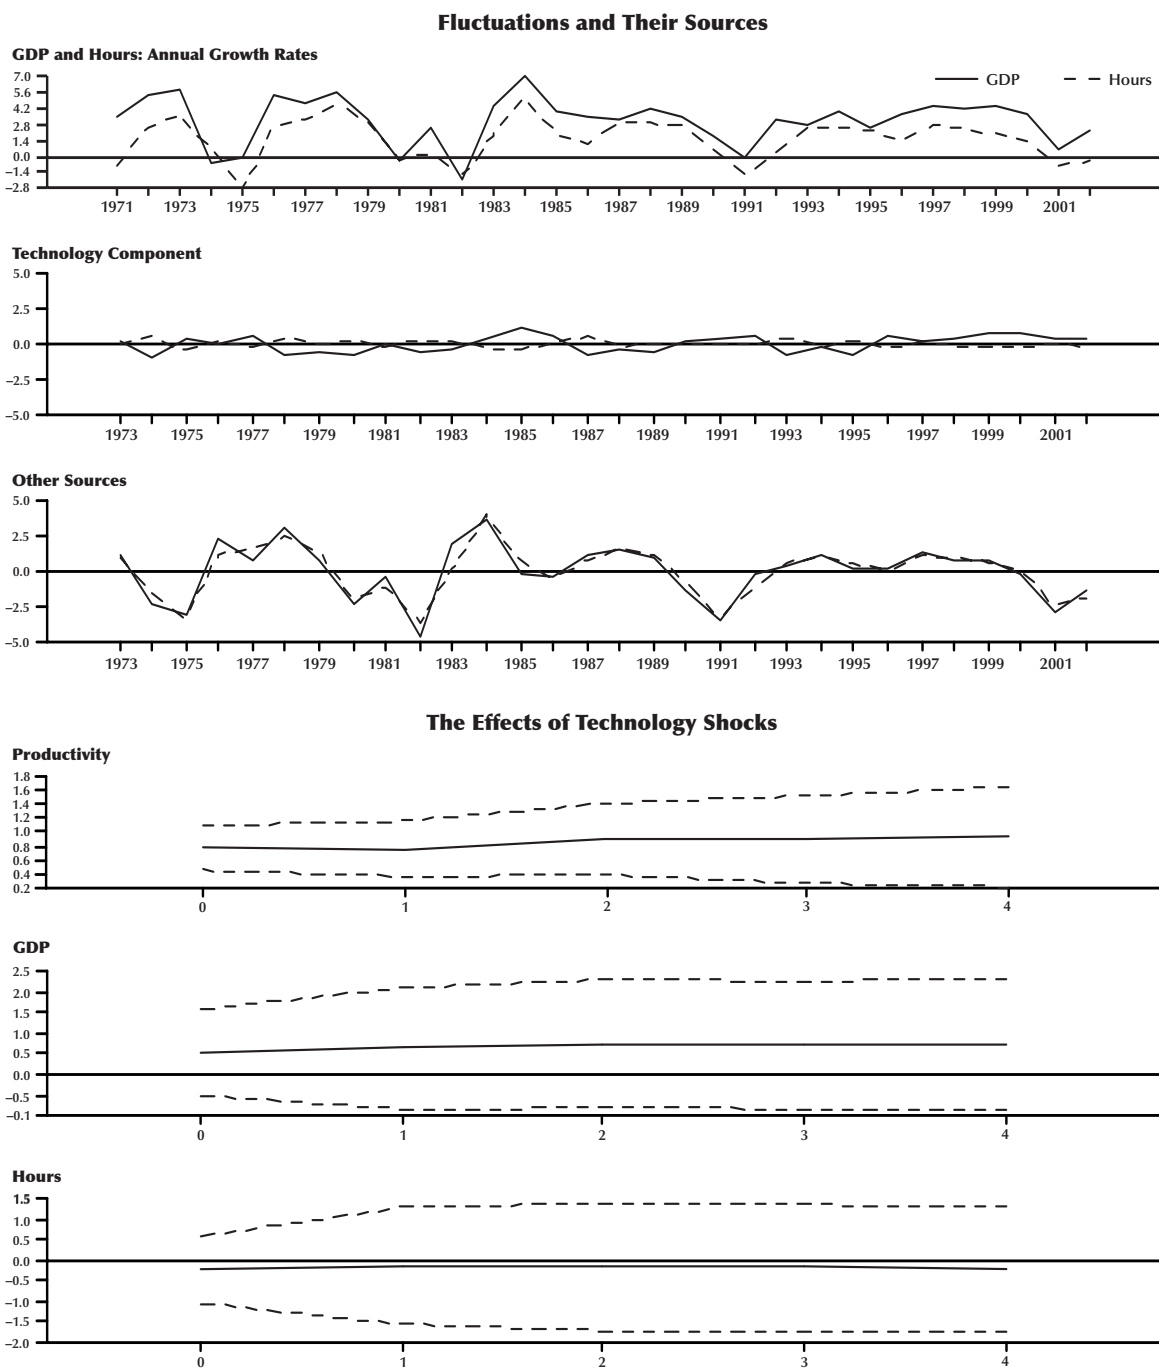 Fluctuations and Their Sources
GDP and Hours: Annual Growth Rates
GDP Hours
7.0
5.6
4.2
2.8
1.4
0.0
–1.4
–2.8
1971 1973 1975 1977 1979 1981 1983 1985 1987 1989 1991 1993 1995 1997 1999 2001
Technology Component
5.0
2.5
0.0
–2.5
–5.0
1973 1975 1977 1979 1981 1983 1985 1987 1989 1991 1993 1995 1997 1999 2001
Other Sources
5.0
2.5
0.0
–2.5
–5.0
1973 1975 1977 1979 1981 1983 1985 1987 1989 1991 1993 1995 1997 1999 2001
The Effects of Technology Shocks
Productivity
1.8
1.6
1.4
1.2
1.0
0.8
0.6
0.4
0.2
0 1 2 3 4
GDP
2.5
2.0
1.5
1.0
0.5
0.0
–0.5
–0.1
0 1 2 3 4
Hours
1.5
1.0
0.5
0.0
–0.5
–1.0
–1.5
–2.0
0 1 2 3 4